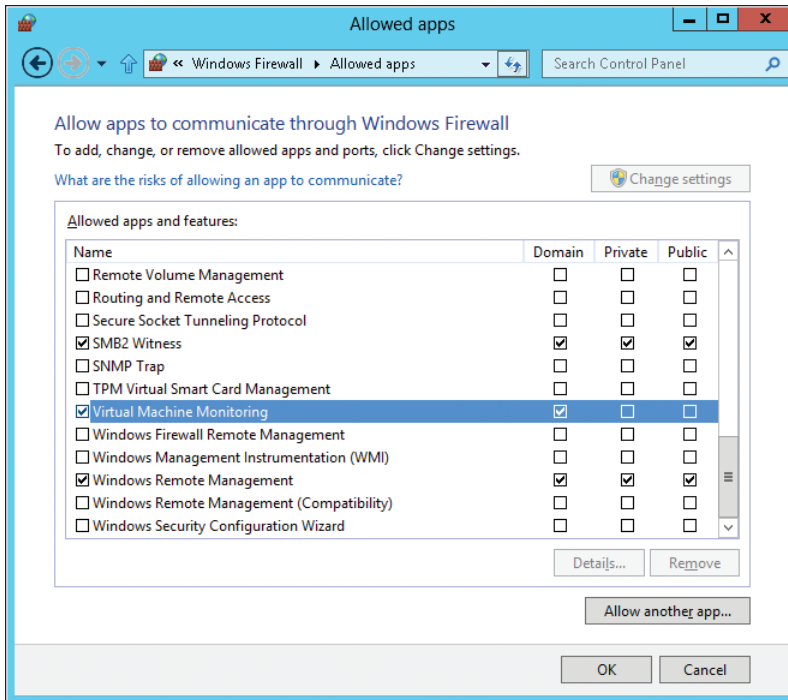 Allowed apps
« Windows Firewall ▸ Allowed apps
Search Control Panel
Allow apps to communicate through Windows Firewall
To add, change, or remove allowed apps and ports, click Change settings.
What are the risks of allowing an app to communicate?
Change settings
Allowed apps and features:
Name Domain Private Public
Remote Volume Management
Routing and Remote Access
Secure Socket Tunneling Protocol
SMB2 Witness
SNMP Trap
TPM Virtual Smart Card Management
Virtual Machine Monitoring
Windows Firewall Remote Management
Windows Management Instrumentation (WMI)
Windows Remote Management
Windows Remote Management (Compatibility)
Windows Security Configuration Wizard
Details... Remove
Allow another app...
OK Cancel